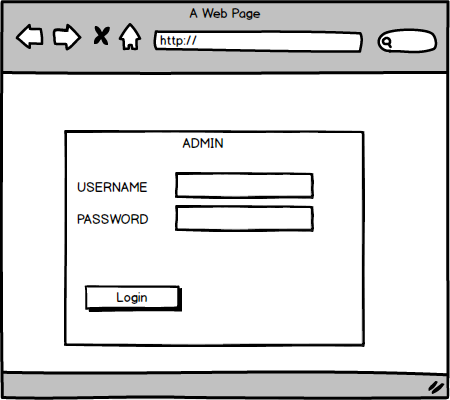 A Web Page
http://
ADMIN
USERNAME
PASSWORD
Login